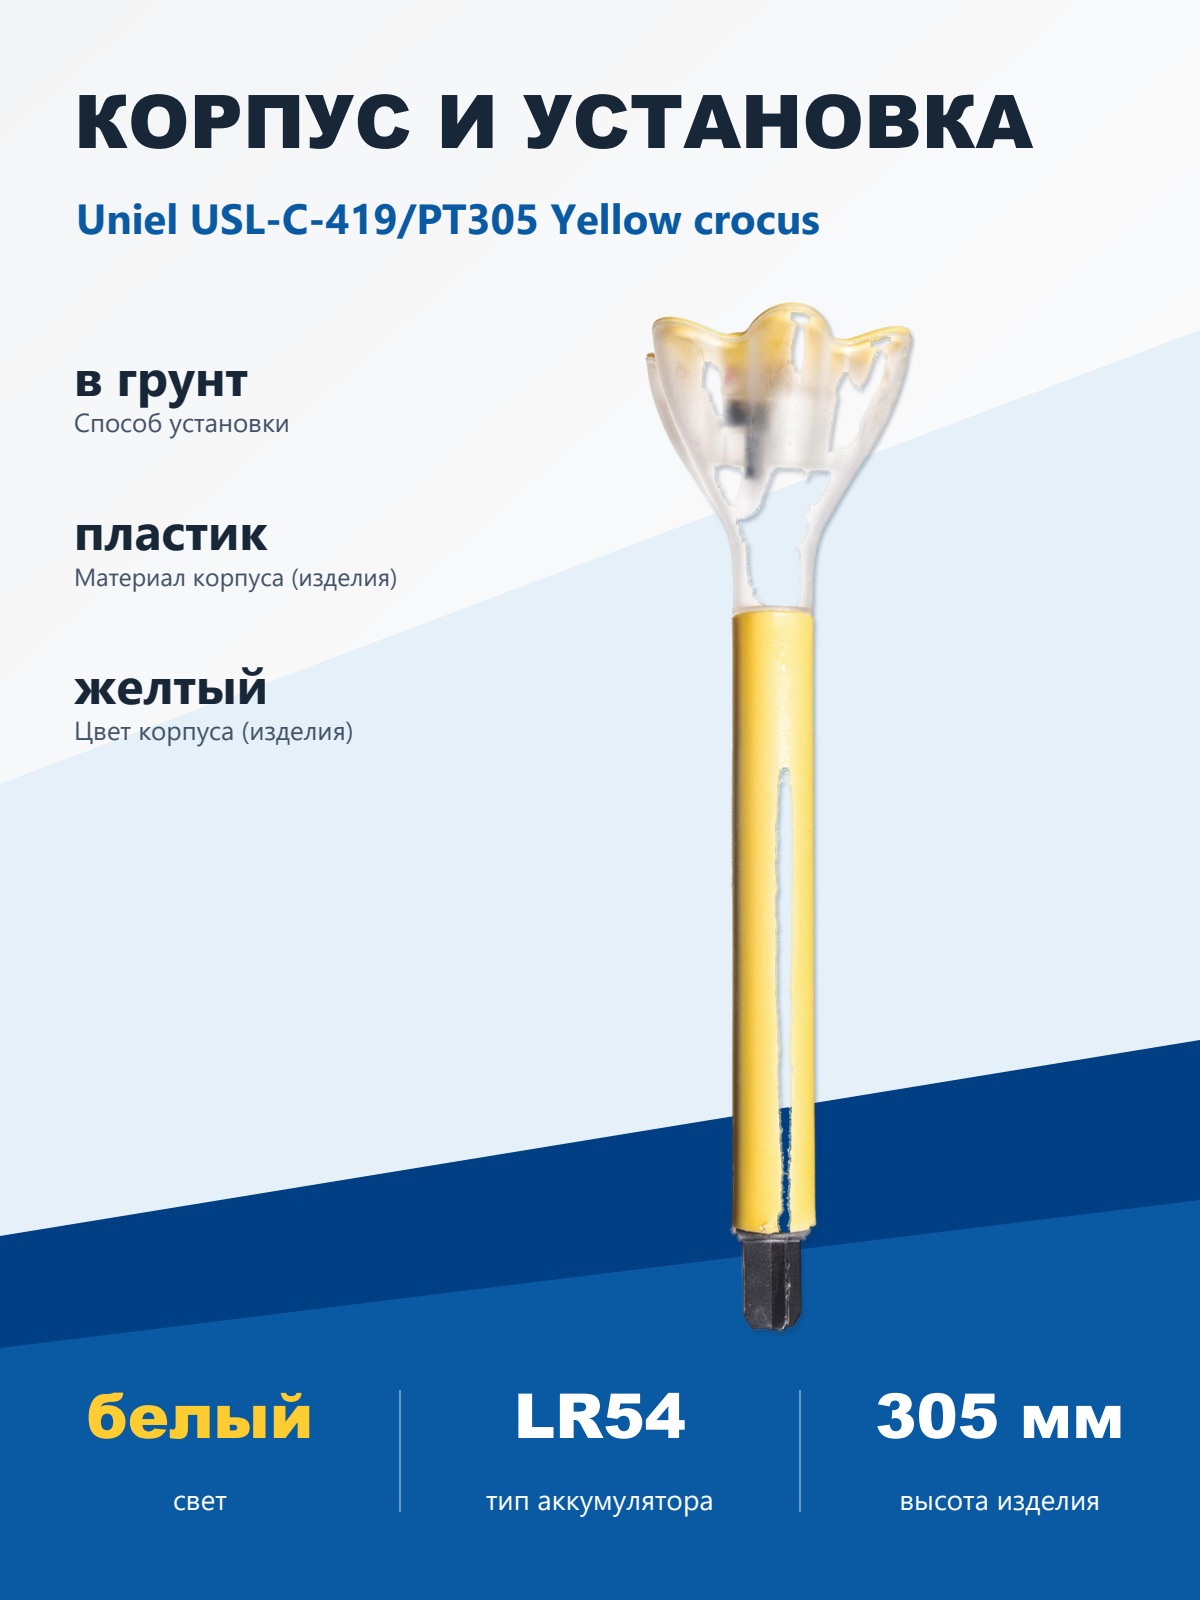 КОРПУС И УСТАНОВКА
Uniel USL-C-419/PT305 Yellow crocus
в грунт
Способ установки
пластик
Материал корпуса (изделия)
желтый
Цвет корпуса (изделия)
белый
свет
LR54
тип аккумулятора
305 мм
высота изделия